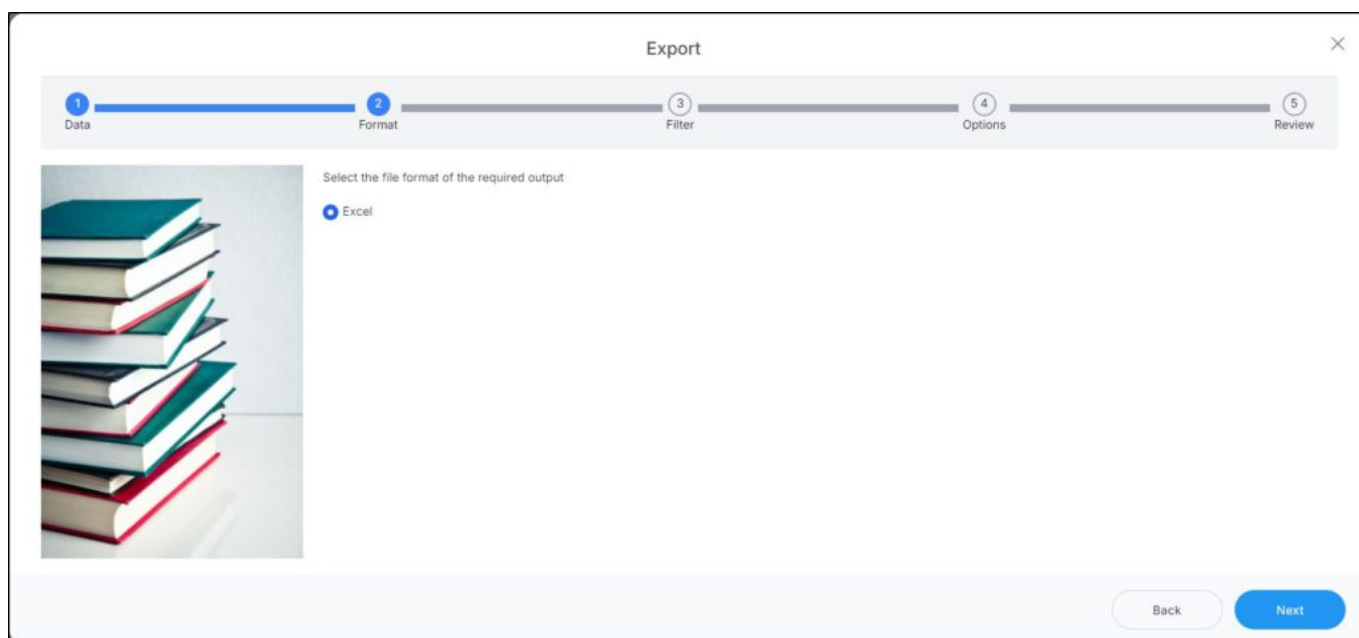 Export
1
2
3
4
5
Data
Format
Filter
Options
Review
Select the file format of the required output
Excel
Back
Next